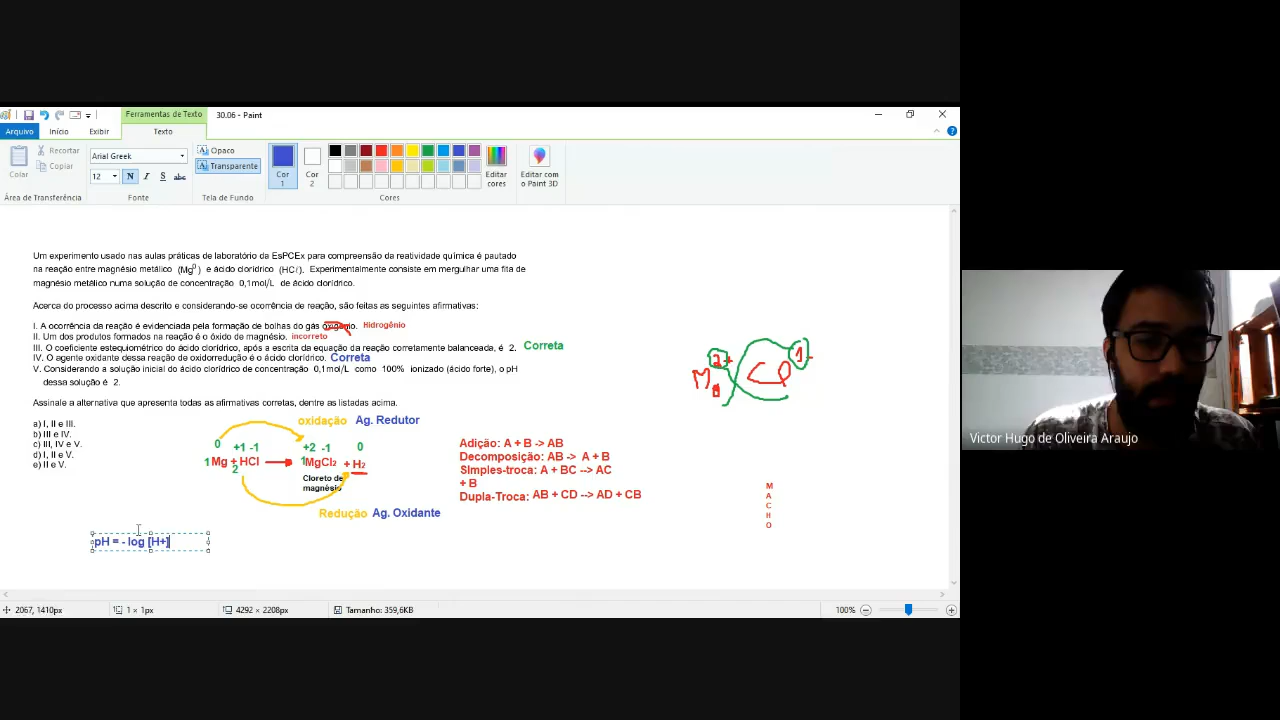 Ferramentas de Texto
30.06 - Paint
Arquivo
Início
Exibir
Texto
Colar
Recortar
Copiar
Arial Greek
12
N
I
S
abc
Opaco
Transparente
Cor
1
Cor
2
Editar
cores
Editar com
o Paint 3D
Área de Transferência
Fonte
Tela de Fundo
Cores
Um experimento usado nas aulas práticas de laboratório da EsPCEx para compreensão da reatividade química é pautado
na reação entre magnésio metálico (Mg⁰) e ácido clorídrico (HCℓ). Experimentalmente consiste em mergulhar uma fita de
magnésio metálico numa solução de concentração 0,1mol/L de ácido clorídrico.
Acerca do processo acima descrito e considerando-se ocorrência de reação, são feitas as seguintes afirmativas:
I. A ocorrência da reação é evidenciada pela formação de bolhas do gás oxigênio. Hidrogênio
II. Um dos produtos formados na reação é o óxido de magnésio. incorreto
III. O coeficiente estequiométrico do ácido clorídrico, após a escrita de equação da reação corretamente balanceada, é 2. Correta
IV. O agente oxidante dessa reação de oxidorredução é o ácido clorídrico. Correta
V. Considerando a solução inicial do ácido clorídrico de concentração 0,1mol/L como 100% ionizado (ácido forte), o pH
dessa solução é 2.
Assinale a alternativa que apresenta todas as afirmativas corretas, dentre as listadas acima.
a) I, II e III.
b) III e IV.
c) III, IV e V.
d) I, II e V.
e) II e V.
oxidação Ag. Redutor
0 +1 -1 +2 -1 0
1Mg + HCl 1MgCl2 + H2
2
Cloreto de
magnésio
Redução Ag. Oxidante
Adição: A + B -> AB
Decomposição: AB -> A + B
SImples-troca: A + BC --> AC
+ B
Dupla-Troca: AB + CD --> AD + CB
2+ 1-
Mg Cl
M
A
C
H
O
pH = - log [H+]
2067, 1410px
1 × 1px
4292 × 2208px
Tamanho: 359,6KB
100%
Victor Hugo de Oliveira Araujo